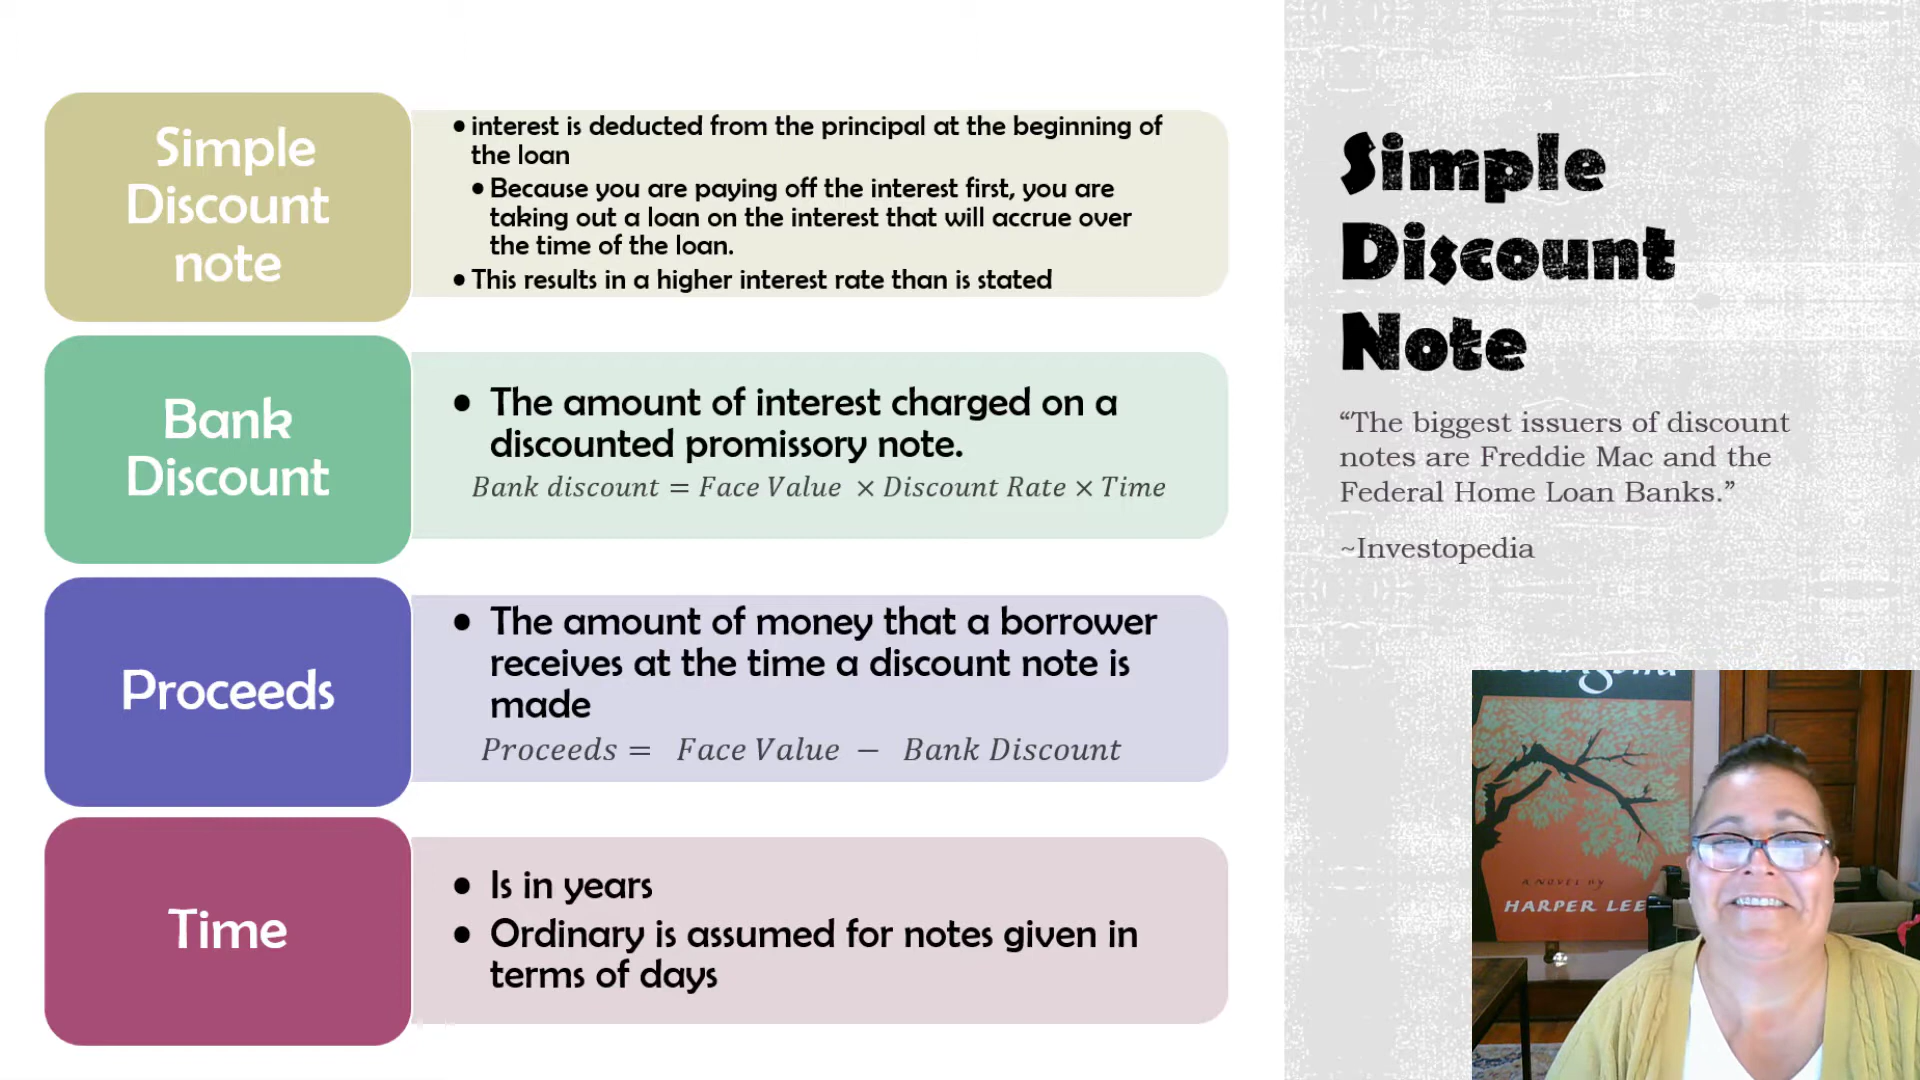 Simple
Discount
note
• interest is deducted from the principal at the beginning of
the loan
• Because you are paying off the interest first, you are
taking out a loan on the interest that will accrue over
the time of the loan.
• This results in a higher interest rate than is stated
Bank
Discount
• The amount of interest charged on a
discounted promissory note.
Bank discount = Face Value × Discount Rate × Time
Proceeds
• The amount of money that a borrower
receives at the time a discount note is
made
Proceeds = Face Value − Bank Discount
Time
• Is in years
• Ordinary is assumed for notes given in
terms of days
Simple
Discount
Note
“The biggest issuers of discount
notes are Freddie Mac and the
Federal Home Loan Banks.”
~Investopedia
A NOVEL BY
HARPER LEE